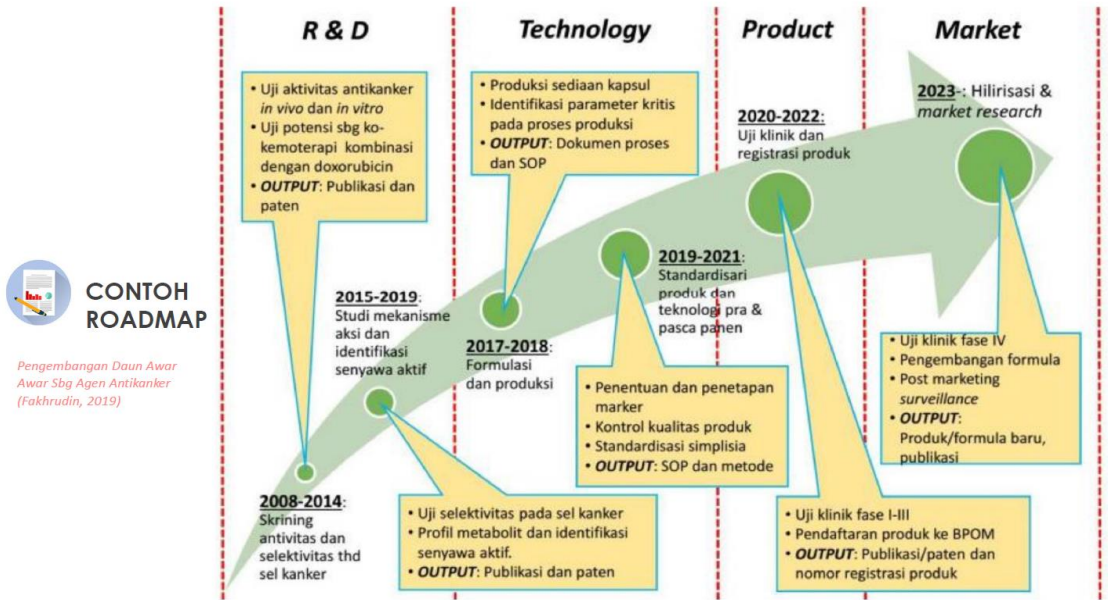 R & D
Technology
Product
Market
• Uji aktivitas antikanker
in vivo dan in vitro
• Uji potensi sbg ko-
kemoterapi kombinasi
dengan doxorubicin
• OUTPUT: Publikasi dan
paten
• Produksi sediaan kapsul
• Identifikasi parameter kritis
pada proses produksi
• OUTPUT: Dokumen proses
dan SOP
2020-2022:
Uji klinik dan
registrasi produk
2023-: Hilirisasi &
market research
CONTOH
ROADMAP
Pengembangan Daun Awar
Awar Sbg Agen Antikanker
(Fakhrudin, 2019)
2015-2019:
Studi mekanisme
aksi dan
identifikasi
senyawa aktif
2017-2018:
Formulasi
dan produksi
2019-2021:
Standardisari
produk dan
teknologi pra &
pasca panen
• Penentuan dan penetapan
marker
• Kontrol kualitas produk
• Standardisasi simplisia
• OUTPUT: SOP dan metode
• Uji klinik fase IV
• Pengembangan formula
• Post marketing
surveillance
• OUTPUT:
Produk/formula baru,
publikasi
2008-2014:
Skrining
antivitas dan
selektivitas thd
sel kanker
• Uji selektivitas pada sel kanker
• Profil metabolit dan identifikasi
senyawa aktif.
• OUTPUT: Publikasi dan paten
• Uji klinik fase I-III
• Pendaftaran produk ke BPOM
• OUTPUT: Publikasi/paten dan
nomor registrasi produk